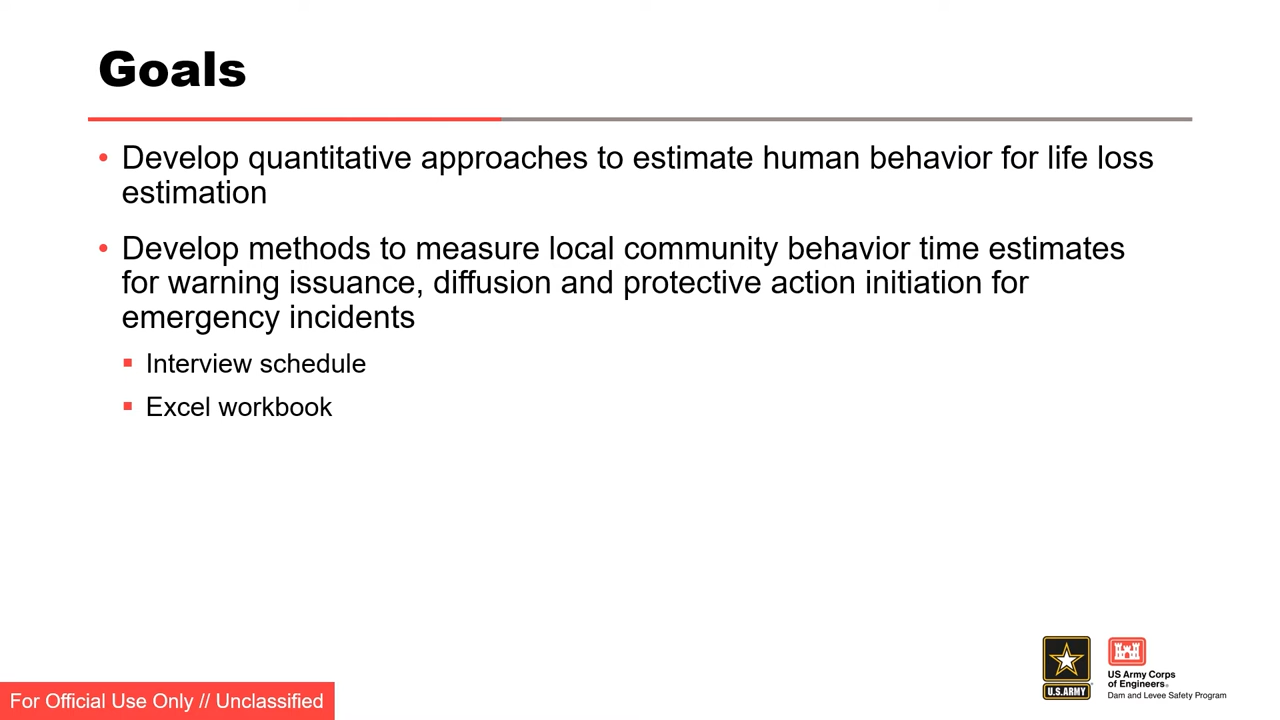 Goals
• Develop quantitative approaches to estimate human behavior for life loss
estimation
• Develop methods to measure local community behavior time estimates
for warning issuance, diffusion and protective action initiation for
emergency incidents
▪ Interview schedule
▪ Excel workbook
U.S.ARMY
US Army Corps
of Engineers®
Dam and Levee Safety Program
For Official Use Only // Unclassified